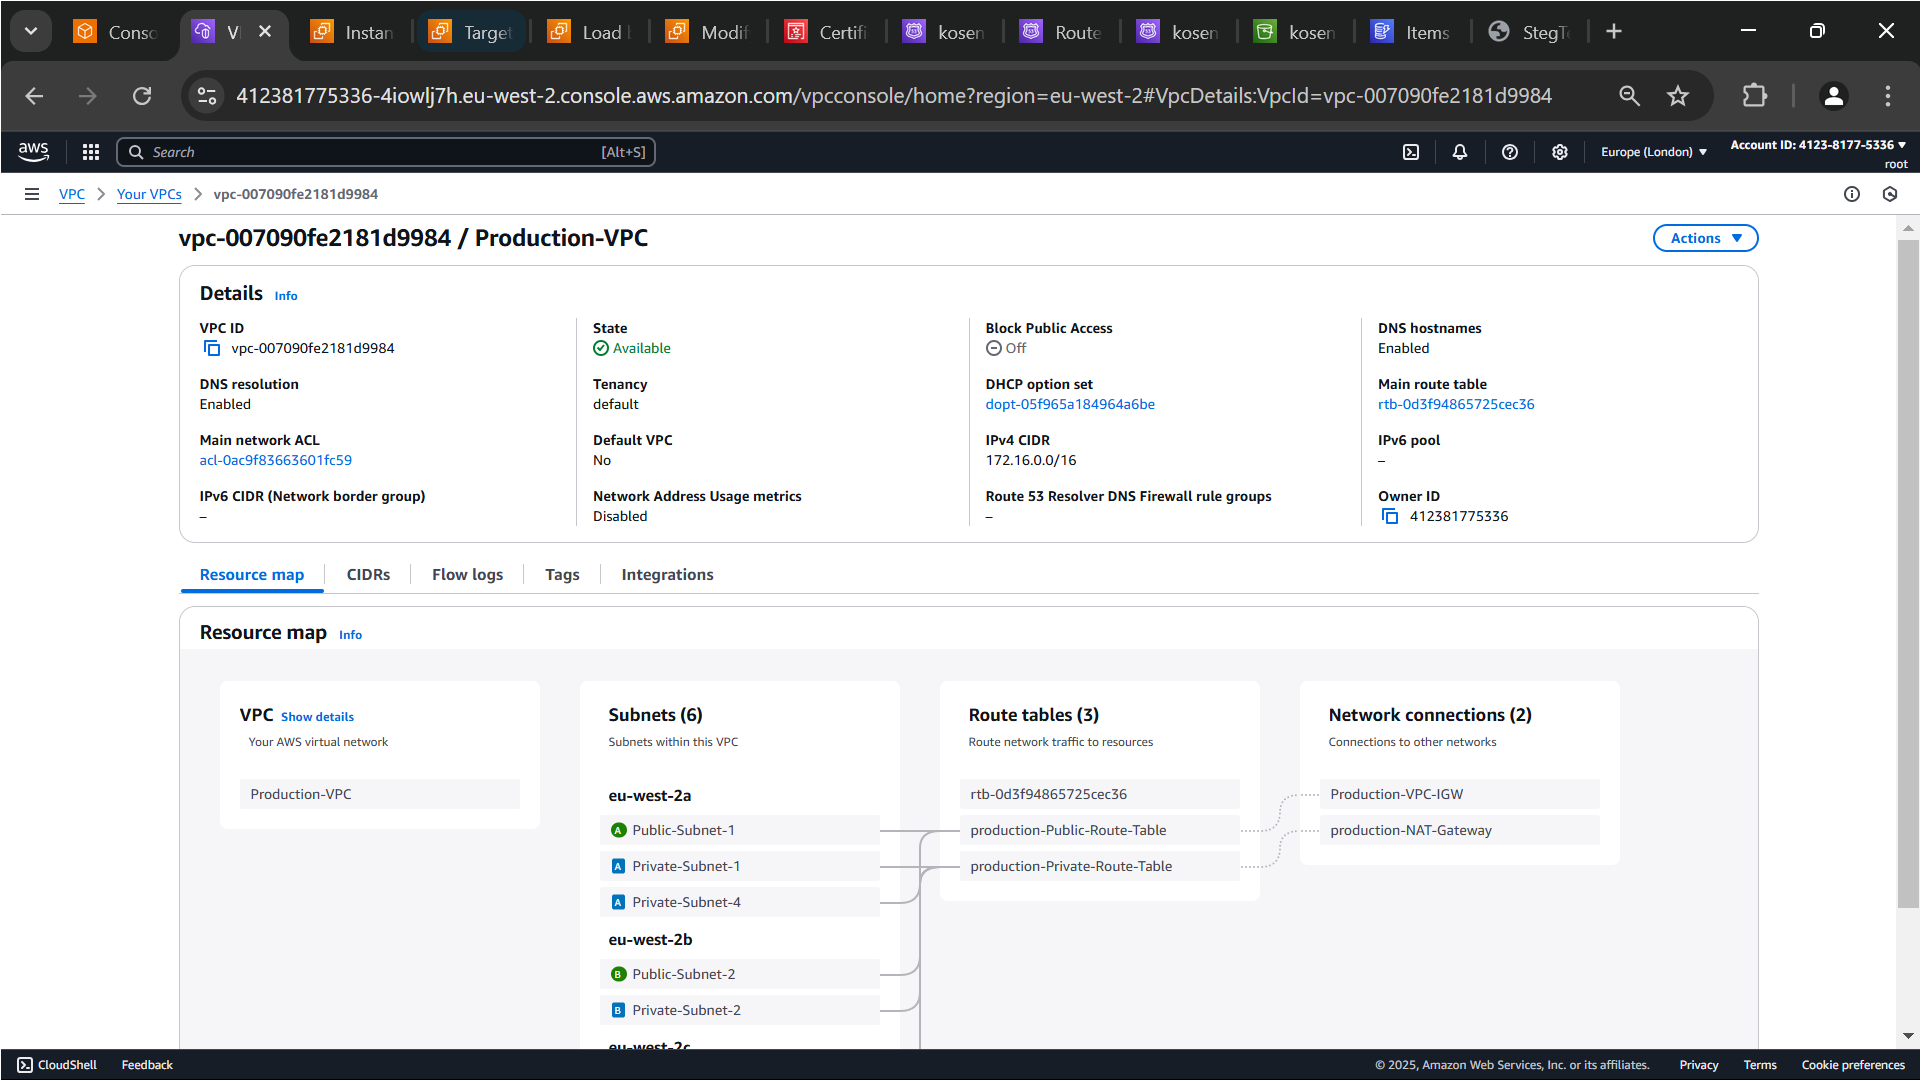 Conso
V
Instan
Target
Load
Modif
Certifi
kosen
Route
kosen
kosen
Items
StegTe
412381775336-4iowlj7h.eu-west-2.console.aws.amazon.com/vpcconsole/home?region=eu-west-2#VpcDetails:VpcId=vpc-007090fe2181d9984
aws
Search
[Alt+S]
Europe (London)
Account ID: 4123-8177-5336
root
VPC
Your VPCs
vpc-007090fe2181d9984
vpc-007090fe2181d9984 / Production-VPC
Actions
Details Info
VPC ID
vpc-007090fe2181d9984
State
Available
Block Public Access
Off
DNS hostnames
Enabled
DNS resolution
Enabled
Tenancy
default
DHCP option set
dopt-05f965a184964a6be
Main route table
rtb-0d3f94865725cec36
Main network ACL
acl-0ac9f83663601fc59
Default VPC
No
IPv4 CIDR
172.16.0.0/16
IPv6 pool
–
IPv6 CIDR (Network border group)
–
Network Address Usage metrics
Disabled
Route 53 Resolver DNS Firewall rule groups
–
Owner ID
412381775336
Resource map
CIDRs
Flow logs
Tags
Integrations
Resource map Info
VPC Show details
Your AWS virtual network
Production-VPC
Subnets (6)
Subnets within this VPC
eu-west-2a
A Public-Subnet-1
A Private-Subnet-1
A Private-Subnet-4
eu-west-2b
B Public-Subnet-2
B Private-Subnet-2
eu-west-2c
Route tables (3)
Route network traffic to resources
rtb-0d3f94865725cec36
production-Public-Route-Table
production-Private-Route-Table
Network connections (2)
Connections to other networks
Production-VPC-IGW
production-NAT-Gateway
CloudShell
Feedback
© 2025, Amazon Web Services, Inc. or its affiliates.
Privacy
Terms
Cookie preferences